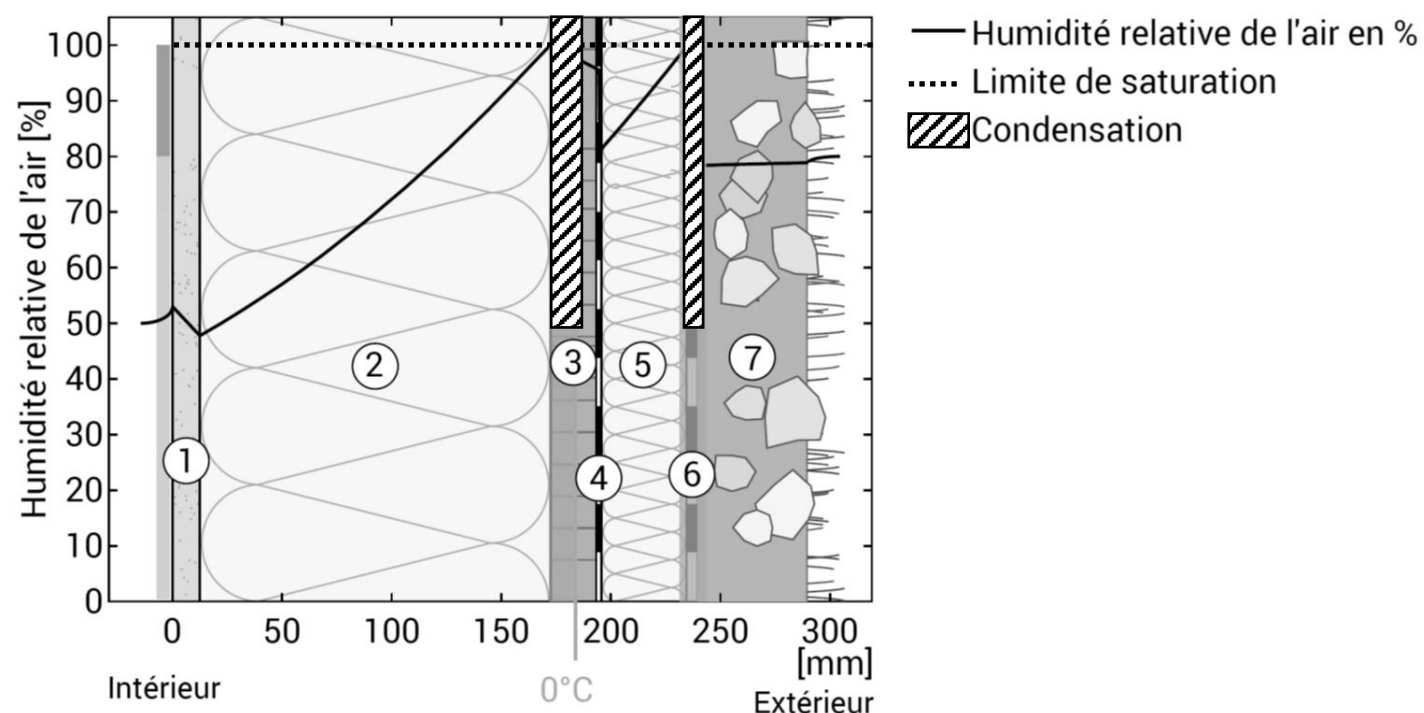 Humidité relative de l'air [%]
100
90
80
70
60
50
40
30
20
10
0
1
2
3
4
5
6
7
0 50 100 150 200 250 300
[mm]
Intérieur
0°C
Extérieur
Humidité relative de l'air en %
Limite de saturation
Condensation